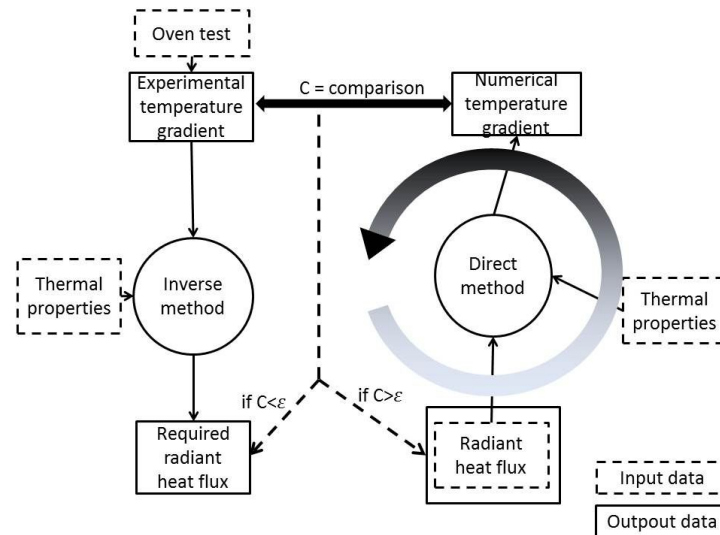 Oven test
Experimental
temperature
gradient
C = comparison
Numerical
temperature
gradient
Thermal
properties
Inverse
method
Direct
method
Thermal
properties
if C<ε
if C>ε
Required
radiant
heat flux
Radiant
heat flux
Input data
Outpout data